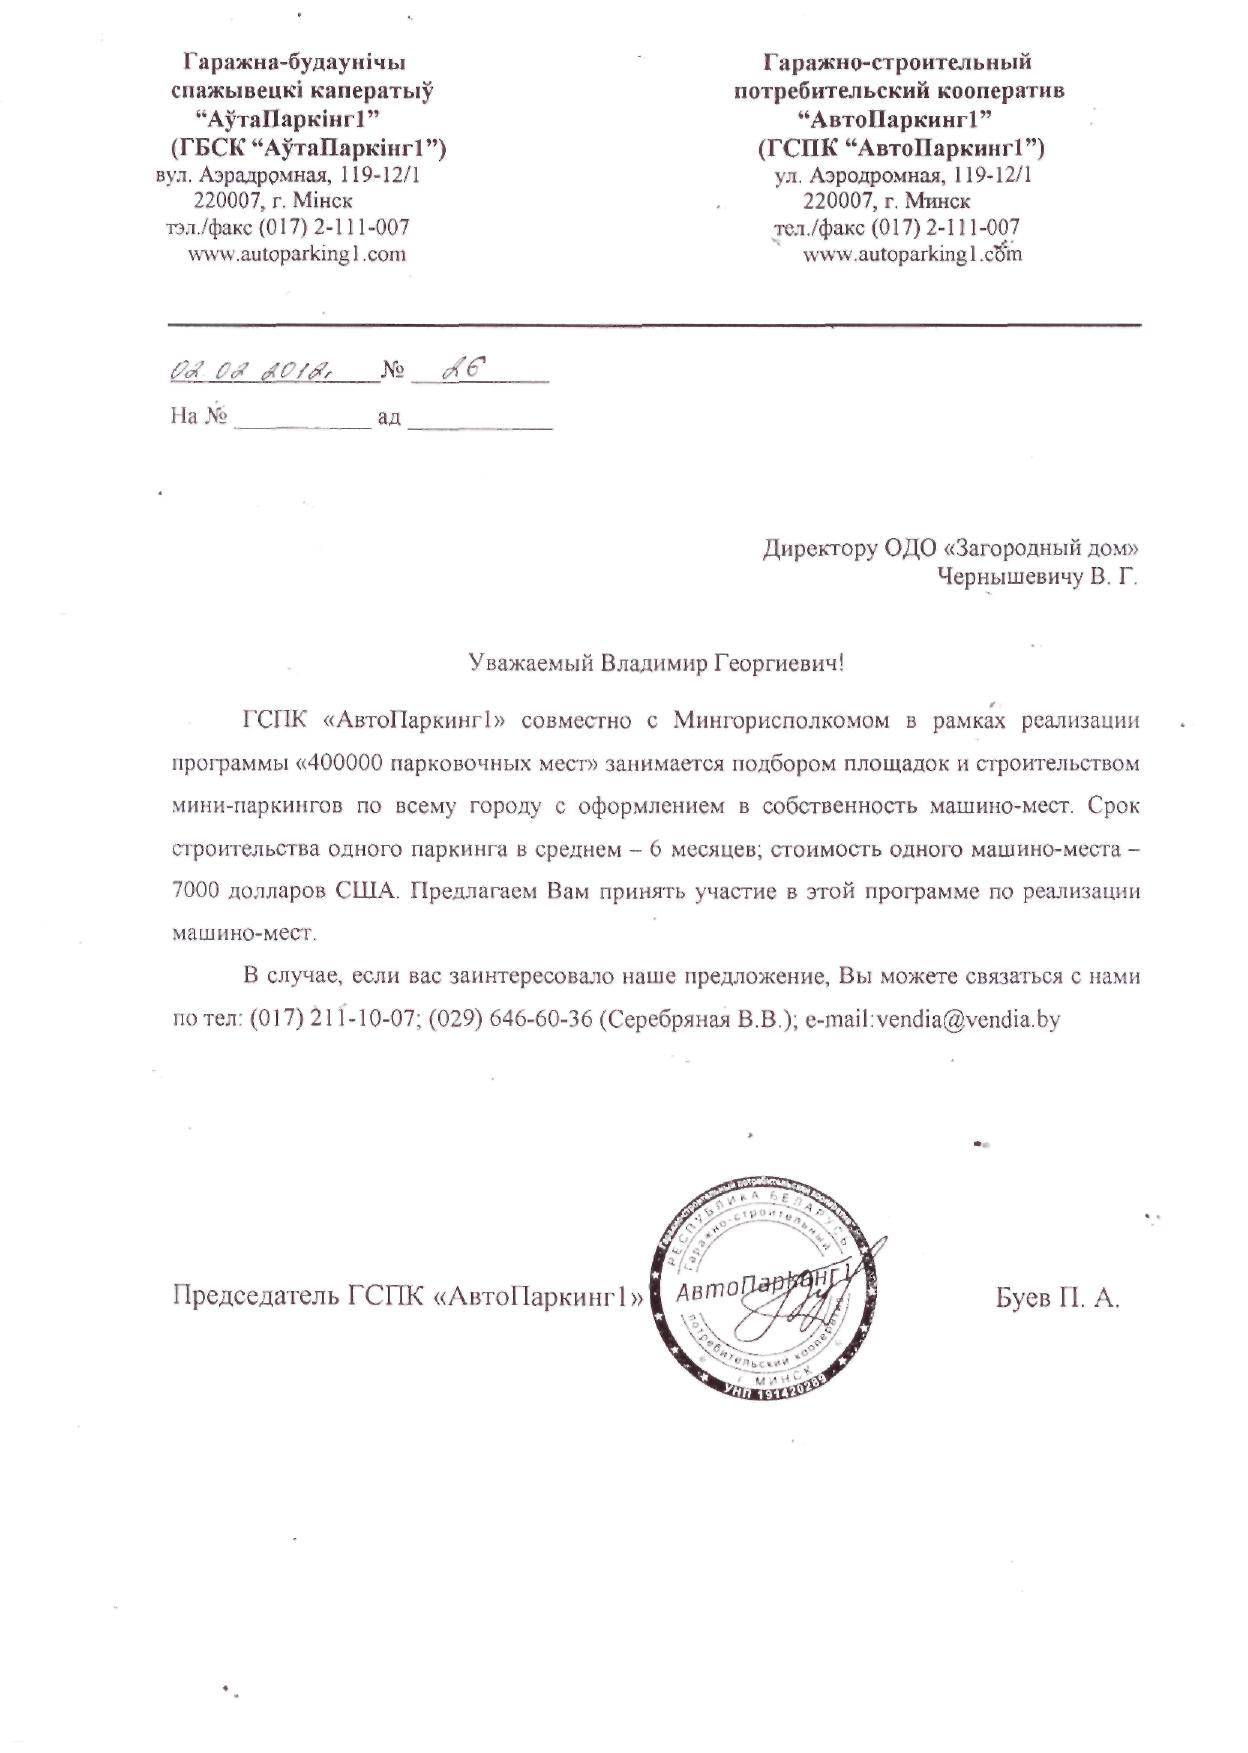 Гаражна-будаунічы
спажывецкі каператыў
“АўтаПаркінг1”
(ГБСК “АўтаПаркінг1”)
вул. Аэрадромная, 119-12/1
220007, г. Мінск
тэл./факс (017) 2-111-007
www.autoparking1.com
Гаражно-строительный
потребительский кооператив
“АвтоПаркинг1”
(ГСПК “АвтоПаркинг1”)
ул. Аэродромная, 119-12/1
220007, г. Минск
тел./факс (017) 2-111-007
www.autoparking1.com
02 02 2012г. № 26
На № ____________ ад ____________
Директору ОДО «Загородный дом»
Чернышевичу В. Г.
Уважаемый Владимир Георгиевич!
ГСПК «АвтоПаркинг1» совместно с Мингорисполкомом в рамках реализации
программы «400000 парковочных мест» занимается подбором площадок и строительством
мини-паркингов по всему городу с оформлением в собственность машино-мест. Срок
строительства одного паркинга в среднем – 6 месяцев; стоимость одного машино-места –
7000 долларов США. Предлагаем Вам принять участие в этой программе по реализации
машино-мест.
В случае, если вас заинтересовало наше предложение, Вы можете связаться с нами
по тел: (017) 211-10-07; (029) 646-60-36 (Серебряная В.В.); e-mail:vendia@vendia.by
Председатель ГСПК «АвтоПаркинг1»
Буев П. А.
РЕСПУБЛИКА БЕЛАРУСЬ
Гаражно-строительный
АвтоПаркинг1
потребительский кооператив
г МИНСК
УНП 191420289